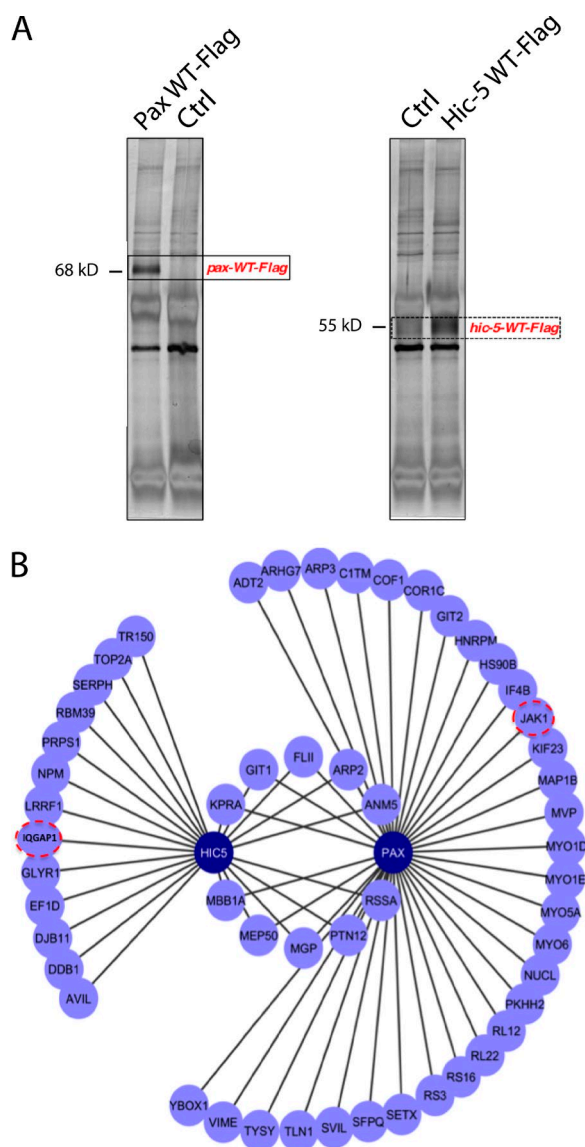 A
Pax WT-Flag
Ctrl
Ctrl
Hic-5 WT-Flag
68 kD
pax-WT-Flag
55 kD
hic-5-WT-Flag
B
TR150
TOP2A
SERPH
RBM39
PRPS1
NPM
LRRF1
IQGAP1
GLYR1
EF1D
DJB11
DDB1
AVIL
HIC5
KPRA
GIT1
FLII
ARP2
ANM5
MBB1A
MEP50
MGP
PTN12
RSSA
PAX
ADT2
ARHG7
ARP3
C1TM
COF1
COR1C
GIT2
HNRPM
HS90B
IF4B
JAK1
KIF23
MAP1B
MVP
MYO1D
MYO1E
MYO5A
MYO6
NUCL
PKHH2
RL12
RL22
RS16
RS3
SETX
SFPQ
SVIL
TLN1
TYSY
VIME
YBOX1